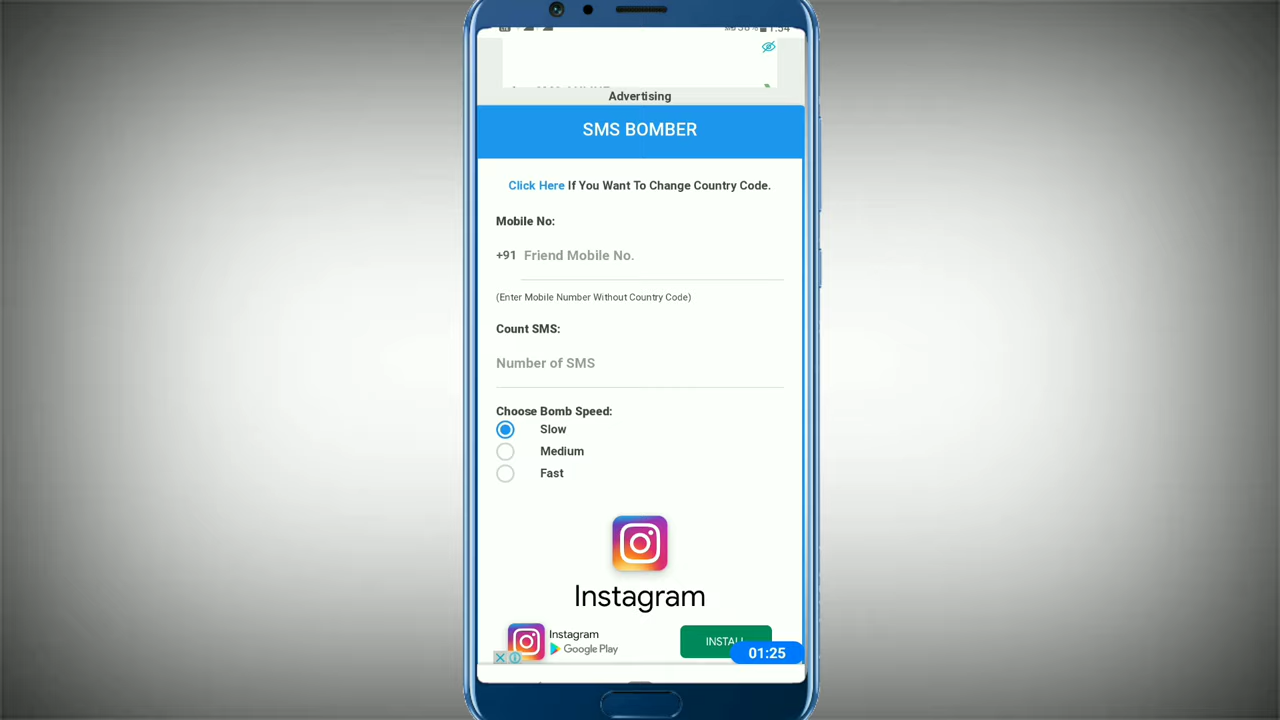 1:54
Advertising
SMS BOMBER
Click Here If You Want To Change Country Code.
Mobile No:
+91 Friend Mobile No.
(Enter Mobile Number Without Country Code)
Count SMS:
Number of SMS
Choose Bomb Speed:
Slow
Medium
Fast
Instagram
Instagram
Google Play
INSTALL
01:25